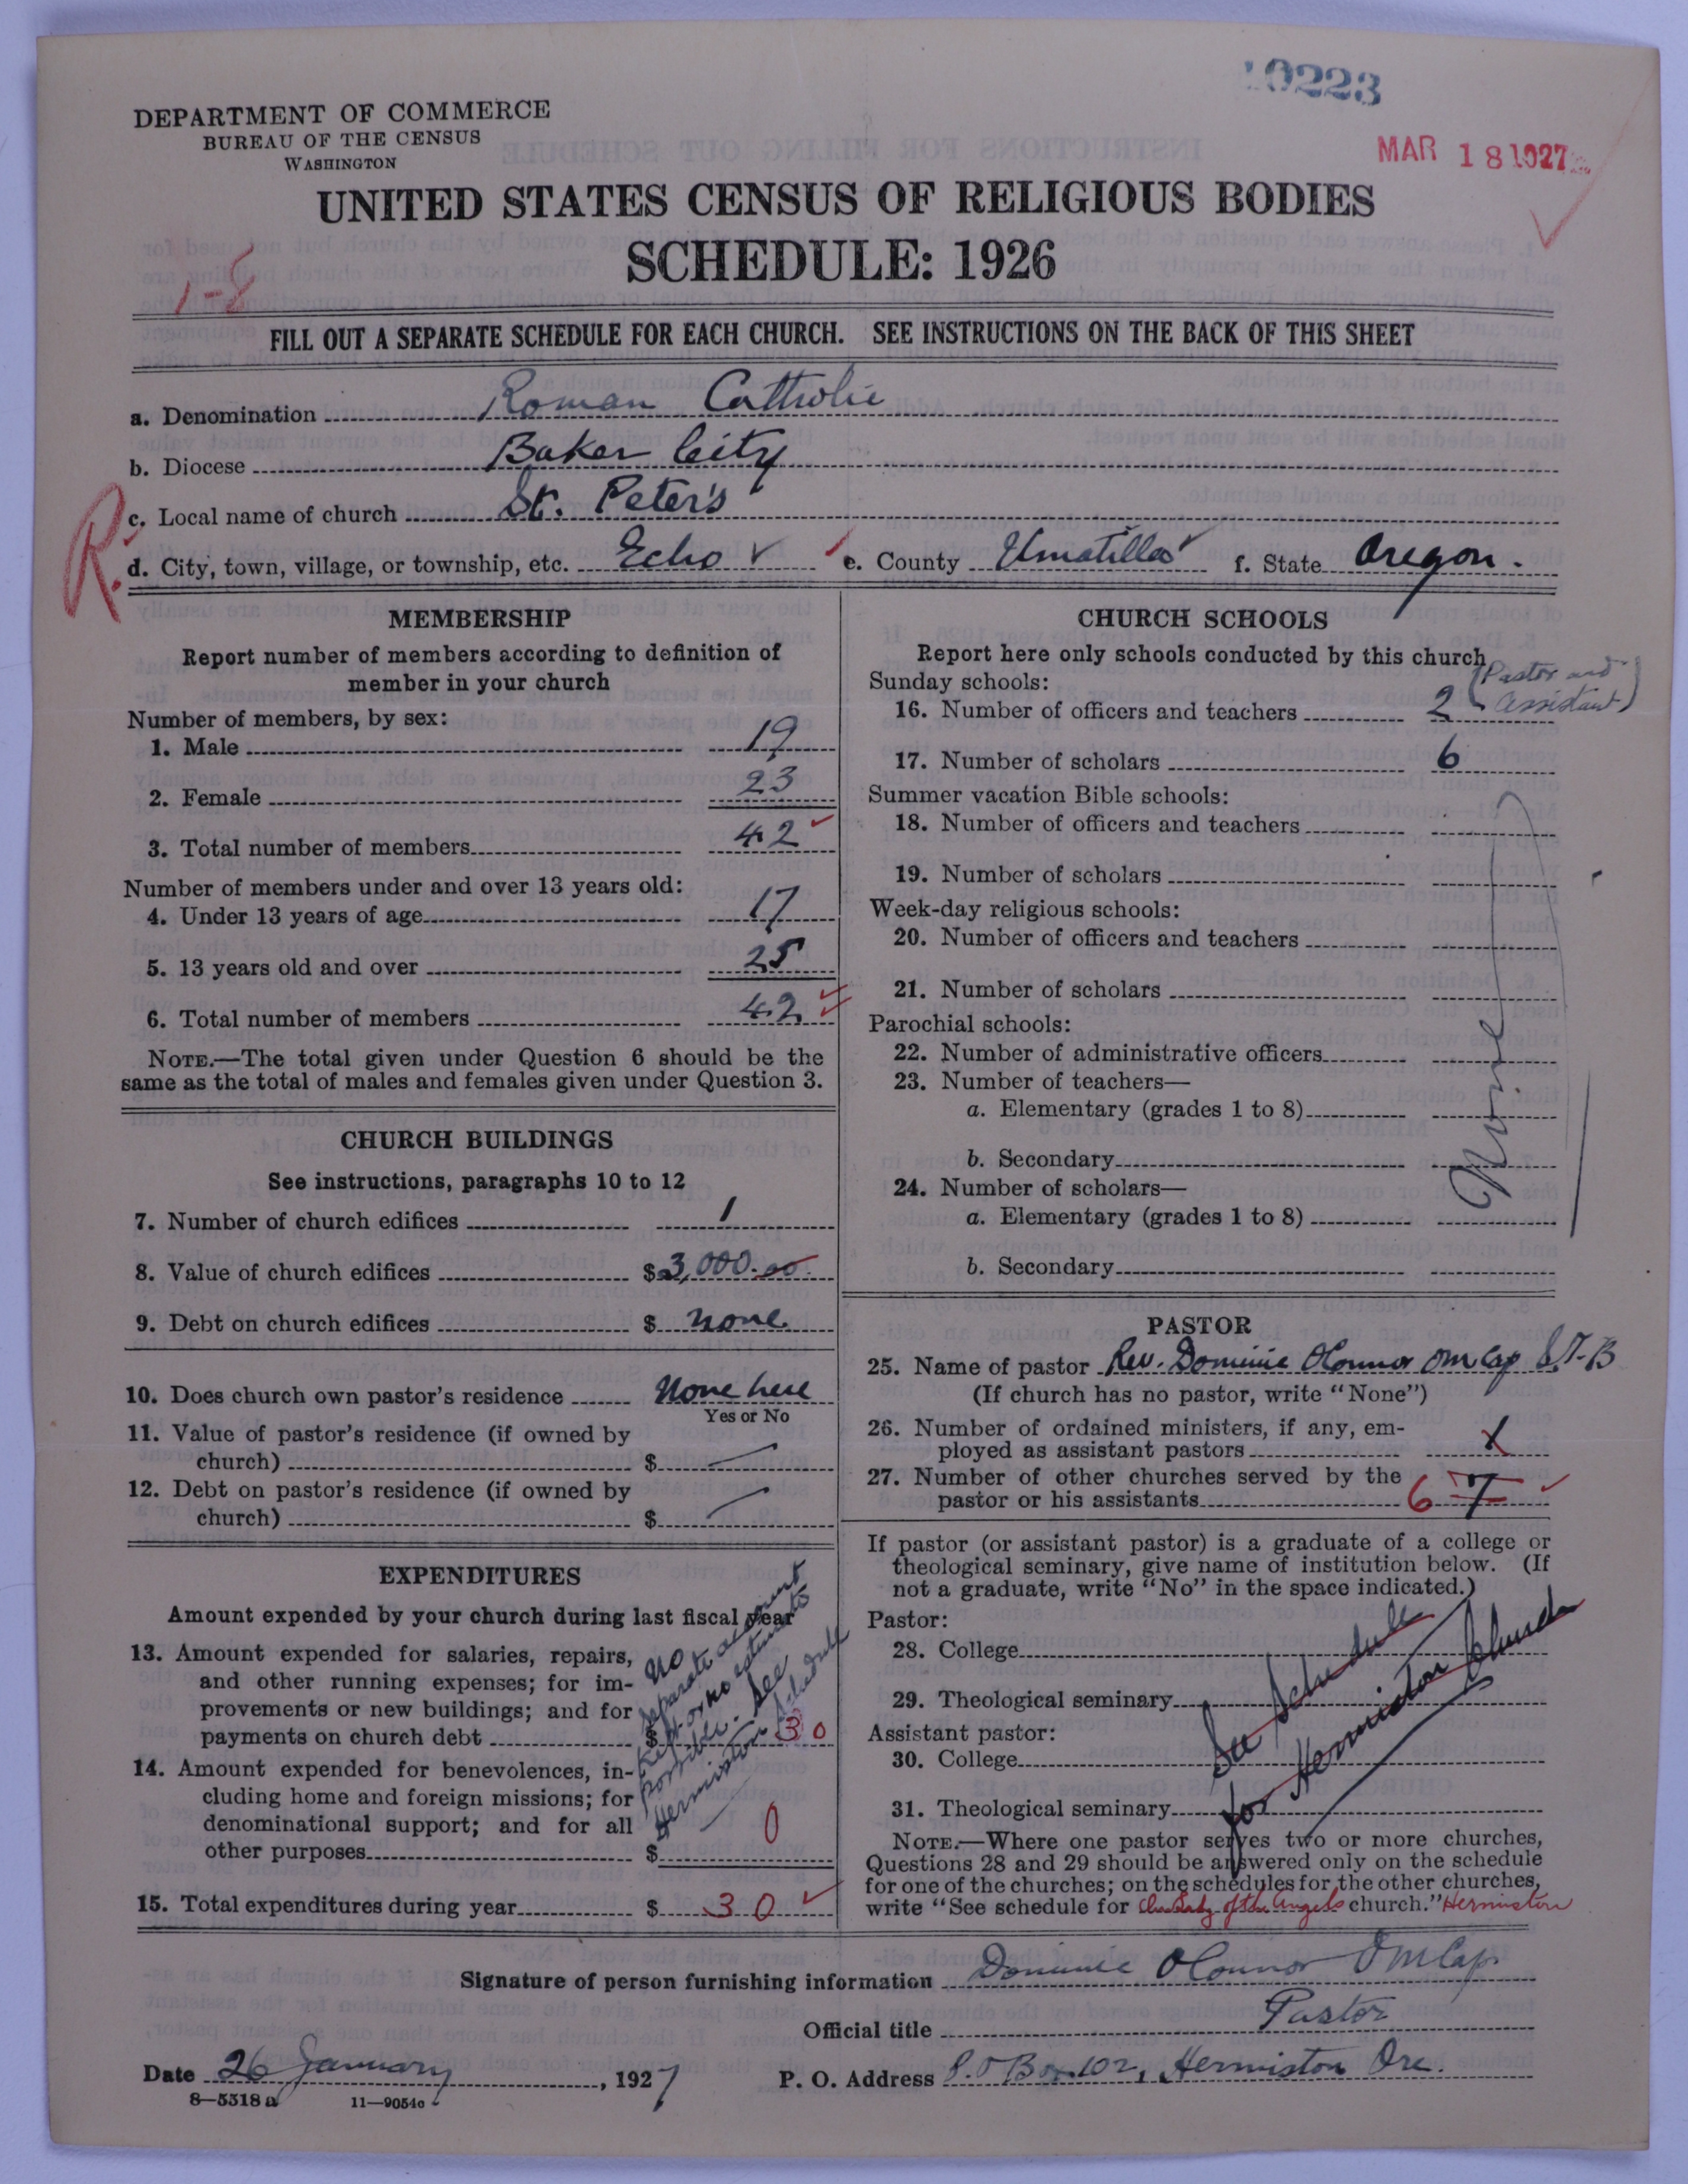 10223
DEPARTMENT OF COMMERCE
BUREAU OF THE CENSUS
WASHINGTON
MAR 18 1927
UNITED STATES CENSUS OF RELIGIOUS BODIES
SCHEDULE: 1926
1-8
FILL OUT A SEPARATE SCHEDULE FOR EACH CHURCH. SEE INSTRUCTIONS ON THE BACK OF THIS SHEET
a. Denomination Roman Catholic
b. Diocese Baker City
c. Local name of church St. Peter's
R.
d. City, town, village, or township, etc. Echo e. County Umatilla f. State Oregon.
MEMBERSHIP
Report number of members according to definition of
member in your church
Number of members, by sex:
1. Male 19
2. Female 23
3. Total number of members 42
Number of members under and over 13 years old:
4. Under 13 years of age 17
5. 13 years old and over 25
6. Total number of members 42
NOTE.—The total given under Question 6 should be the
same as the total of males and females given under Question 3.
CHURCH BUILDINGS
See instructions, paragraphs 10 to 12
7. Number of church edifices 1
8. Value of church edifices $3,000.00
9. Debt on church edifices $ none
10. Does church own pastor's residence None here
Yes or No
11. Value of pastor's residence (if owned by
church) $ —
12. Debt on pastor's residence (if owned by
church) $ —
EXPENDITURES
Amount expended by your church during last fiscal year
13. Amount expended for salaries, repairs,
and other running expenses; for im-
provements or new buildings; and for
payments on church debt $ 30
no separate account
kept or no estimate
possible. See
Hermiston schedule
14. Amount expended for benevolences, in-
cluding home and foreign missions; for
denominational support; and for all
other purposes $ 0
15. Total expenditures during year $ 30
CHURCH SCHOOLS
Report here only schools conducted by this church
Sunday schools:
16. Number of officers and teachers 2 (Pastor and
assistant)
17. Number of scholars 6
Summer vacation Bible schools:
18. Number of officers and teachers
19. Number of scholars
Week-day religious schools:
20. Number of officers and teachers
21. Number of scholars
Parochial schools:
22. Number of administrative officers
23. Number of teachers—
a. Elementary (grades 1 to 8)
b. Secondary
24. Number of scholars—
a. Elementary (grades 1 to 8)
b. Secondary
None
PASTOR
25. Name of pastor Rev. Dominic O'Connor OM Cap S.T.B
(If church has no pastor, write "None")
26. Number of ordained ministers, if any, em-
ployed as assistant pastors
27. Number of other churches served by the
pastor or his assistants 6 7
If pastor (or assistant pastor) is a graduate of a college or
theological seminary, give name of institution below. (If
not a graduate, write "No" in the space indicated.)
Pastor:
28. College
29. Theological seminary
Assistant pastor:
30. College
31. Theological seminary
See Schedule
for Hermiston Church
NOTE.—Where one pastor serves two or more churches,
Questions 28 and 29 should be answered only on the schedule
for one of the churches; on the schedules for the other churches,
write "See schedule for Our Lady of the Angels church." Hermiston
Signature of person furnishing information Dominic O'Connor OM Cap.
Official title Pastor
Date 26 January, 1927 P. O. Address P.O Box 102, Hermiston Ore.
8—5518a 11—9054c